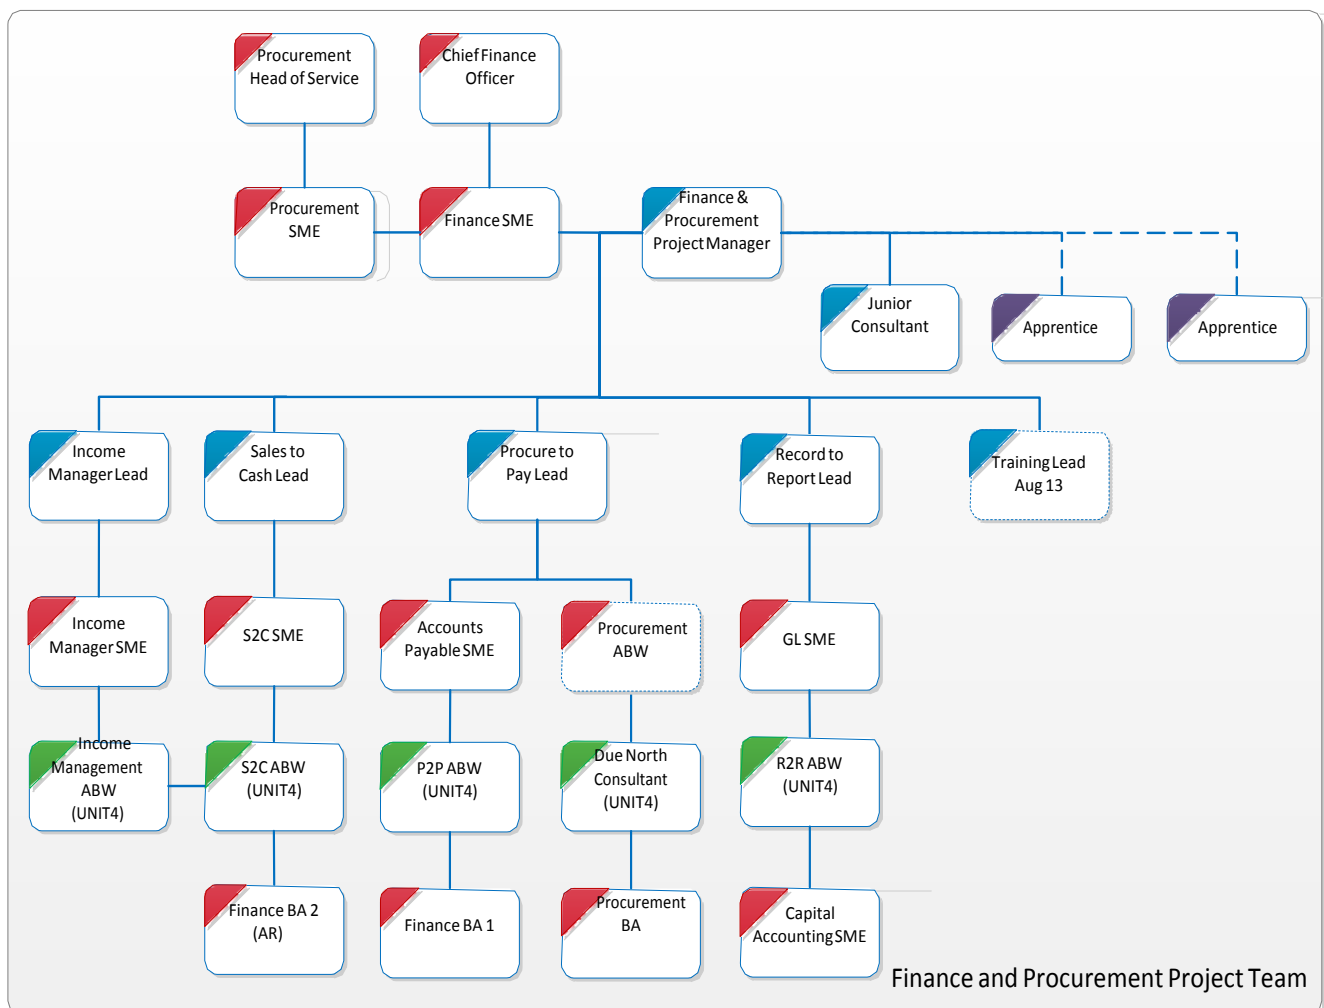 Procurement
Head of Service
Chief Finance
Officer
Procurement
SME
Finance SME
Finance &
Procurement
Project Manager
Junior
Consultant
Apprentice
Apprentice
Income
Manager Lead
Sales to
Cash Lead
Procure to
Pay Lead
Record to
Report Lead
Training Lead
Aug 13
Income
Manager SME
S2C SME
Accounts
Payable SME
Procurement
ABW
GL SME
Income
Management
ABW
(UNIT4)
S2C ABW
(UNIT4)
P2P ABW
(UNIT4)
Due North
Consultant
(UNIT4)
R2R ABW
(UNIT4)
Finance BA 2
(AR)
Finance BA 1
Procurement
BA
Capital
Accounting SME
Finance and Procurement Project Team